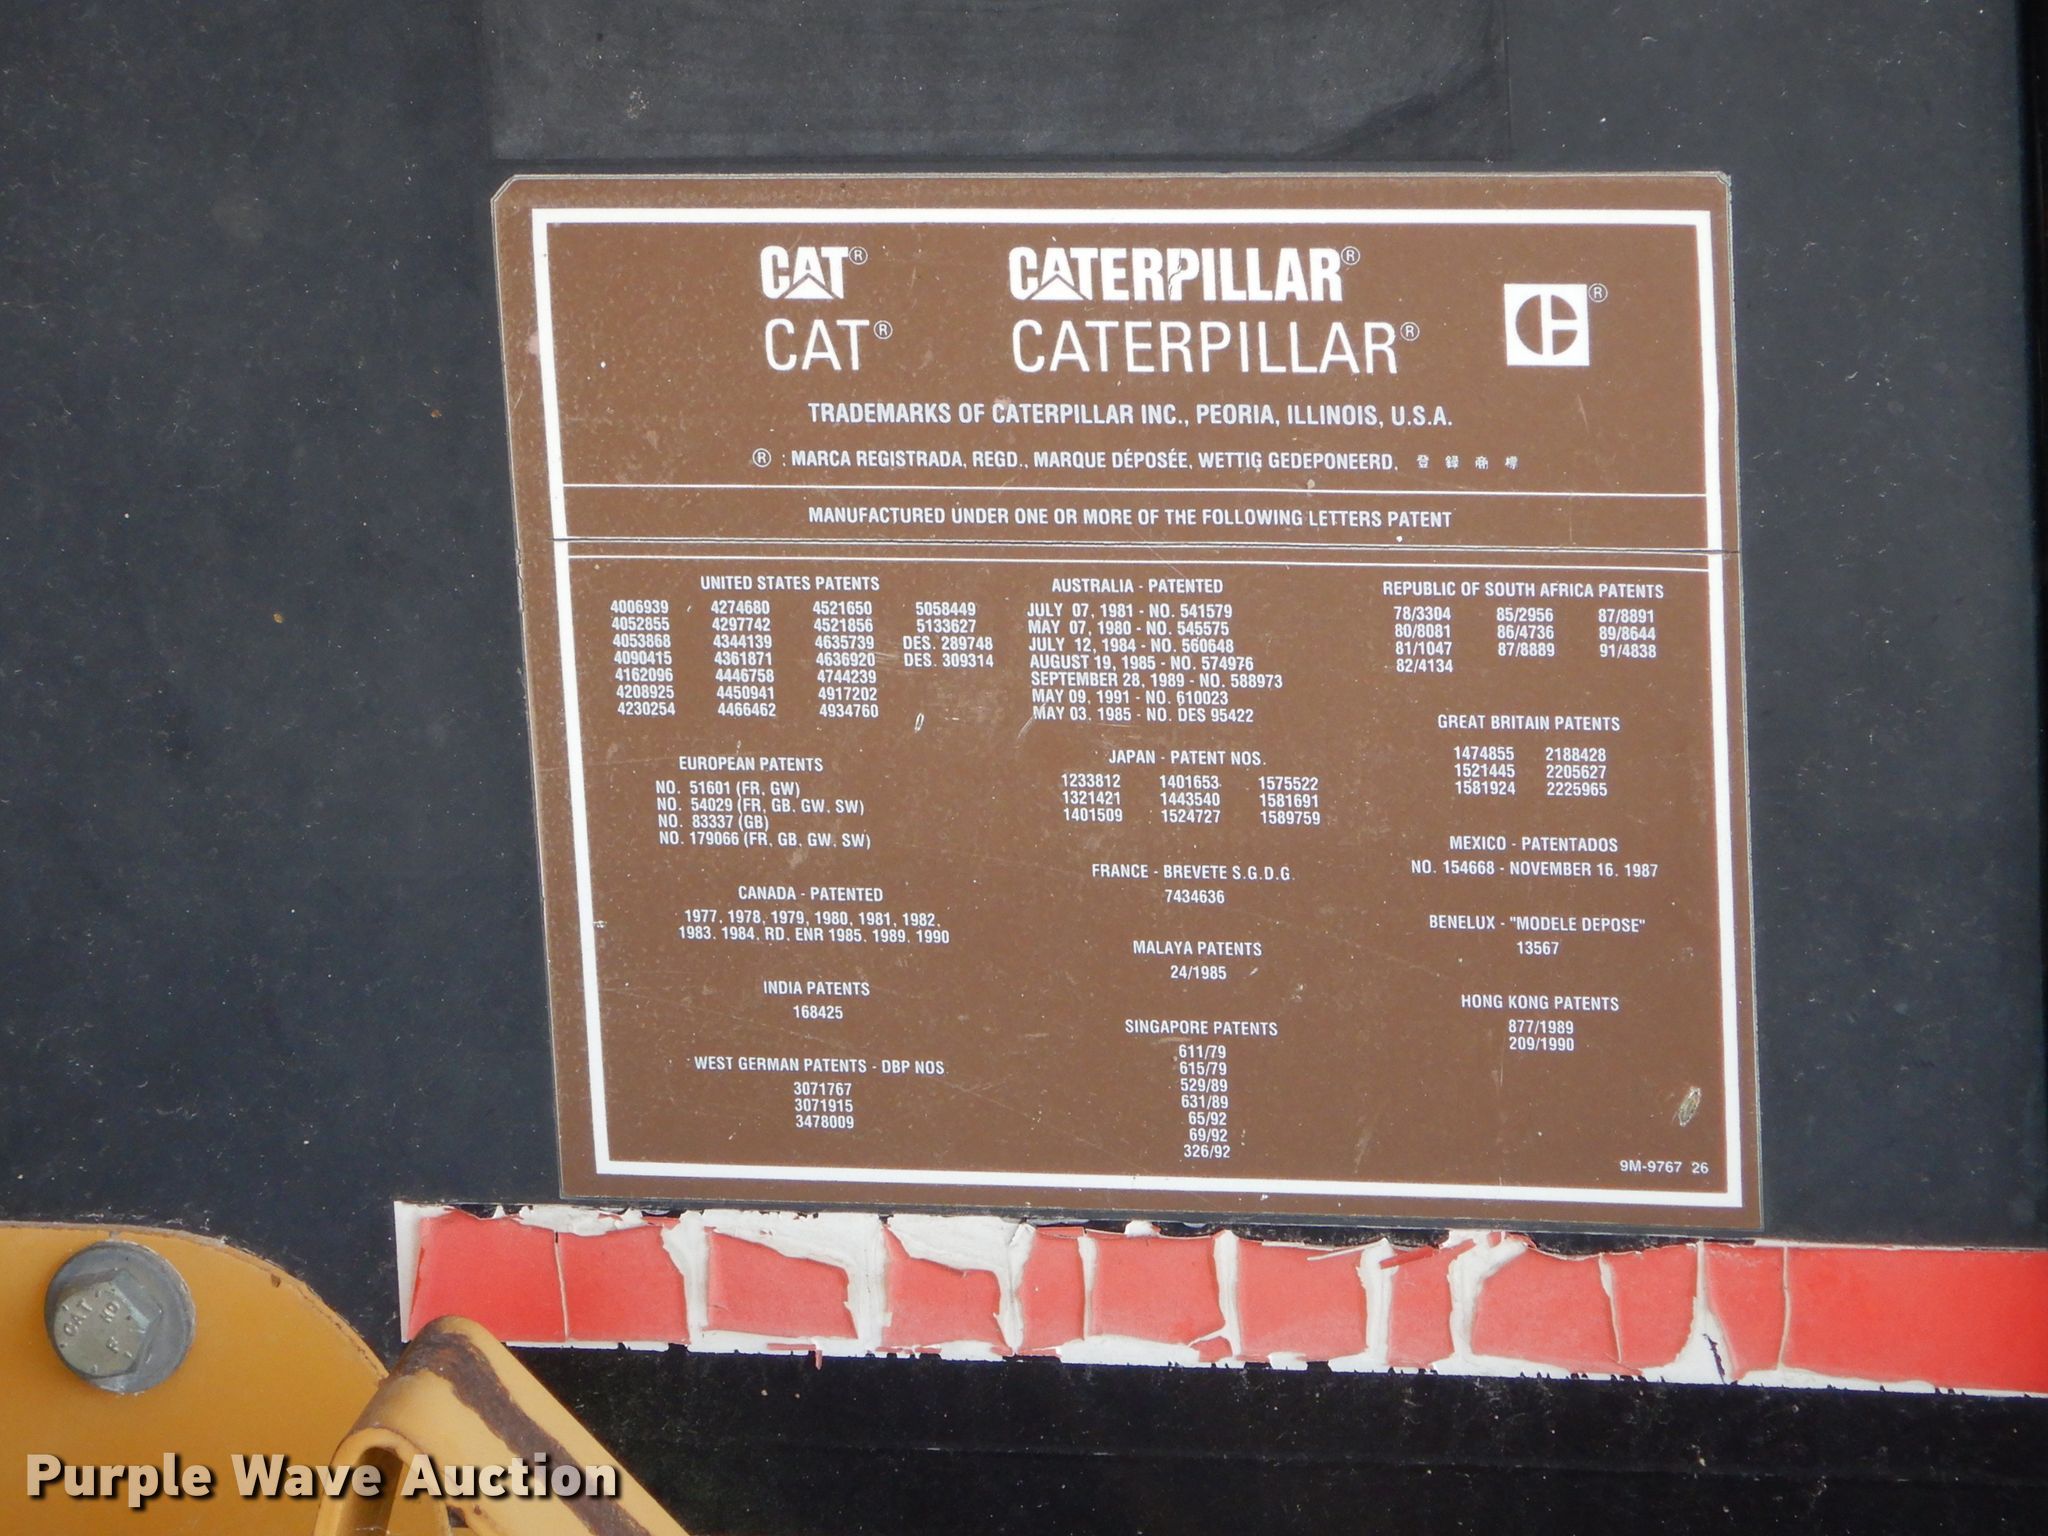 CAT® CATERPILLAR®
CAT® CATERPILLAR® ®
TRADEMARKS OF CATERPILLAR INC., PEORIA, ILLINOIS, U.S.A.
® : MARCA REGISTRADA, REGD., MARQUE DÉPOSÉE, WETTIG GEDEPONEERD, 登 録 商 標
MANUFACTURED UNDER ONE OR MORE OF THE FOLLOWING LETTERS PATENT
UNITED STATES PATENTS
4006939 4274680 4521650 5058449
4052855 4297742 4521856 5133627
4053868 4344139 4635739 DES. 289748
4090415 4361871 4636920 DES. 309314
4162096 4446758 4744239
4208925 4450941 4917202
4230254 4466462 4934760
EUROPEAN PATENTS
NO. 51601 (FR, GW)
NO. 54029 (FR, GB, GW, SW)
NO. 83337 (GB)
NO. 179066 (FR, GB, GW, SW)
CANADA - PATENTED
1977, 1978, 1979, 1980, 1981, 1982,
1983, 1984, RD. ENR 1985, 1989, 1990
INDIA PATENTS
168425
WEST GERMAN PATENTS - DBP NOS.
3071767
3071915
3478009
AUSTRALIA - PATENTED
JULY 07, 1981 - NO. 541579
MAY 07, 1980 - NO. 545575
JULY 12, 1984 - NO. 560648
AUGUST 19, 1985 - NO. 574976
SEPTEMBER 28, 1989 - NO. 588973
MAY 09, 1991 - NO. 610023
MAY 03, 1985 - NO. DES 95422
JAPAN - PATENT NOS.
1233812 1401653 1575522
1321421 1443540 1581691
1401509 1524727 1589759
FRANCE - BREVETE S.G.D.G.
7434636
MALAYA PATENTS
24/1985
SINGAPORE PATENTS
611/79
615/79
529/89
631/89
65/92
69/92
326/92
REPUBLIC OF SOUTH AFRICA PATENTS
78/3304 85/2956 87/8891
80/8081 86/4736 89/8644
81/1047 87/8889 91/4838
82/4134
GREAT BRITAIN PATENTS
1474855 2188428
1521445 2205627
1581924 2225965
MEXICO - PATENTADOS
NO. 154668 - NOVEMBER 16, 1987
BENELUX - "MODELE DEPOSE"
13567
HONG KONG PATENTS
877/1989
209/1990
9M-9767 26
CAT
Purple Wave Auction